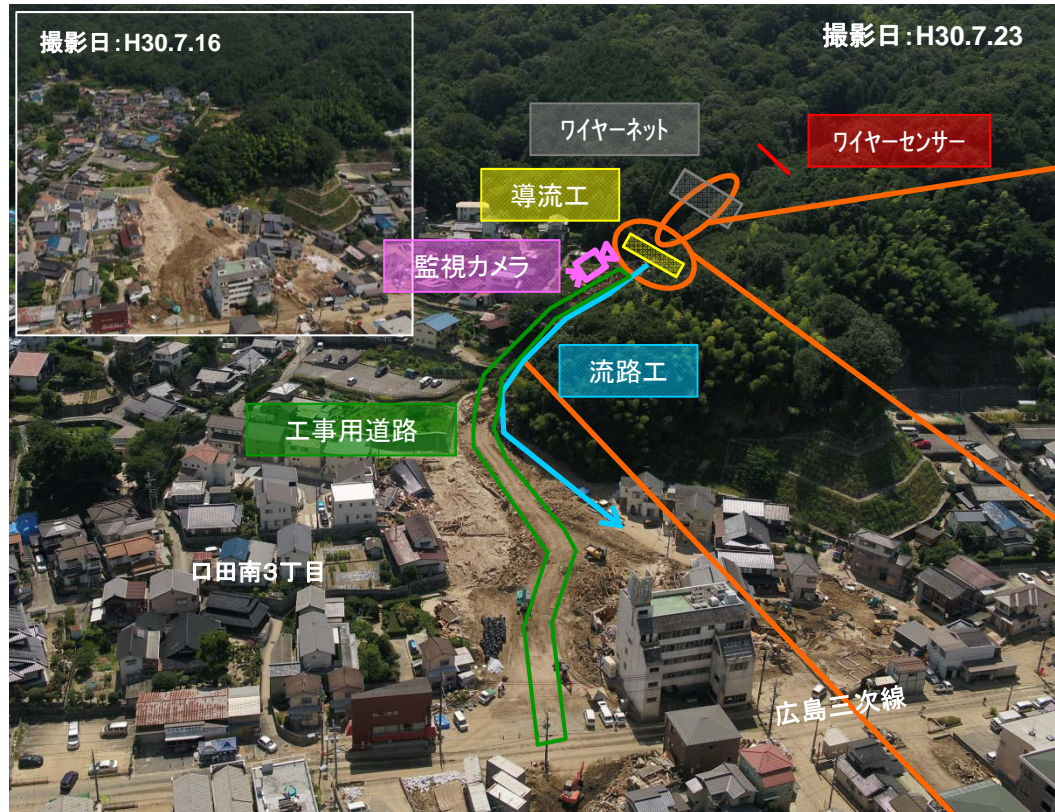 撮影日:H30.7.16
撮影日:H30.7.23
ワイヤーネット
ワイヤーセンサー
導流工
監視カメラ
流路工
工事用道路
口田南3丁目
広島三次線